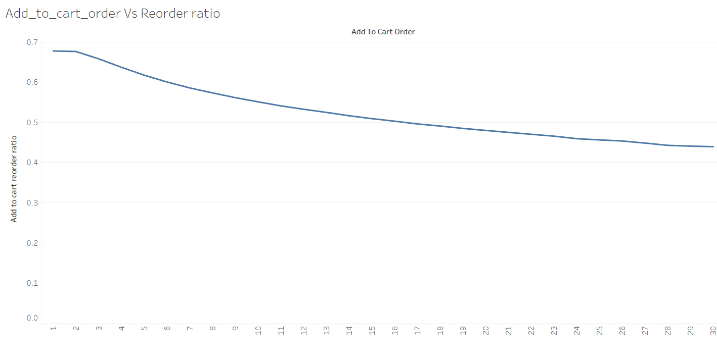 Add_to_cart_order Vs Reorder ratio
Add To Cart Order
Add to cart reorder ratio
0.7
0.6
0.5
0.4
0.3
0.2
0.1
0.0
1 2 3 4 5 6 7 8 9 10 11 12 13 14 15 16 17 18 19 20 21 22 23 24 25 26 27 28 29 30